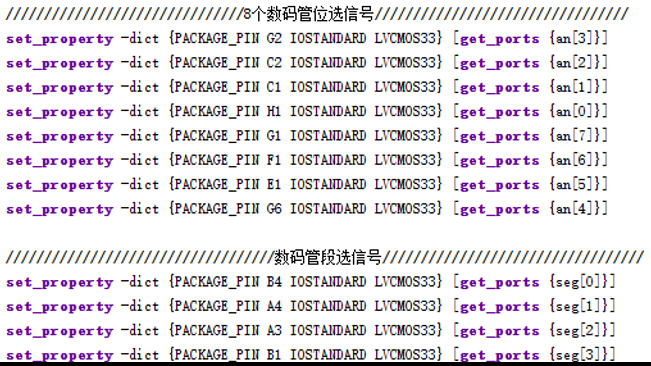 ////////////////////////////////8个数码管位选信号//////////////////////////////////
set_property -dict {PACKAGE_PIN G2 IOSTANDARD LVCMOS33} [get_ports {an[3]}]
set_property -dict {PACKAGE_PIN C2 IOSTANDARD LVCMOS33} [get_ports {an[2]}]
set_property -dict {PACKAGE_PIN C1 IOSTANDARD LVCMOS33} [get_ports {an[1]}]
set_property -dict {PACKAGE_PIN H1 IOSTANDARD LVCMOS33} [get_ports {an[0]}]
set_property -dict {PACKAGE_PIN G1 IOSTANDARD LVCMOS33} [get_ports {an[7]}]
set_property -dict {PACKAGE_PIN F1 IOSTANDARD LVCMOS33} [get_ports {an[6]}]
set_property -dict {PACKAGE_PIN E1 IOSTANDARD LVCMOS33} [get_ports {an[5]}]
set_property -dict {PACKAGE_PIN G6 IOSTANDARD LVCMOS33} [get_ports {an[4]}]
////////////////////////////////////数码管段选信号///////////////////////////////////
set_property -dict {PACKAGE_PIN B4 IOSTANDARD LVCMOS33} [get_ports {seg[0]}]
set_property -dict {PACKAGE_PIN A4 IOSTANDARD LVCMOS33} [get_ports {seg[1]}]
set_property -dict {PACKAGE_PIN A3 IOSTANDARD LVCMOS33} [get_ports {seg[2]}]
set_property -dict {PACKAGE_PIN B1 IOSTANDARD LVCMOS33} [get_ports {seg[3]}]